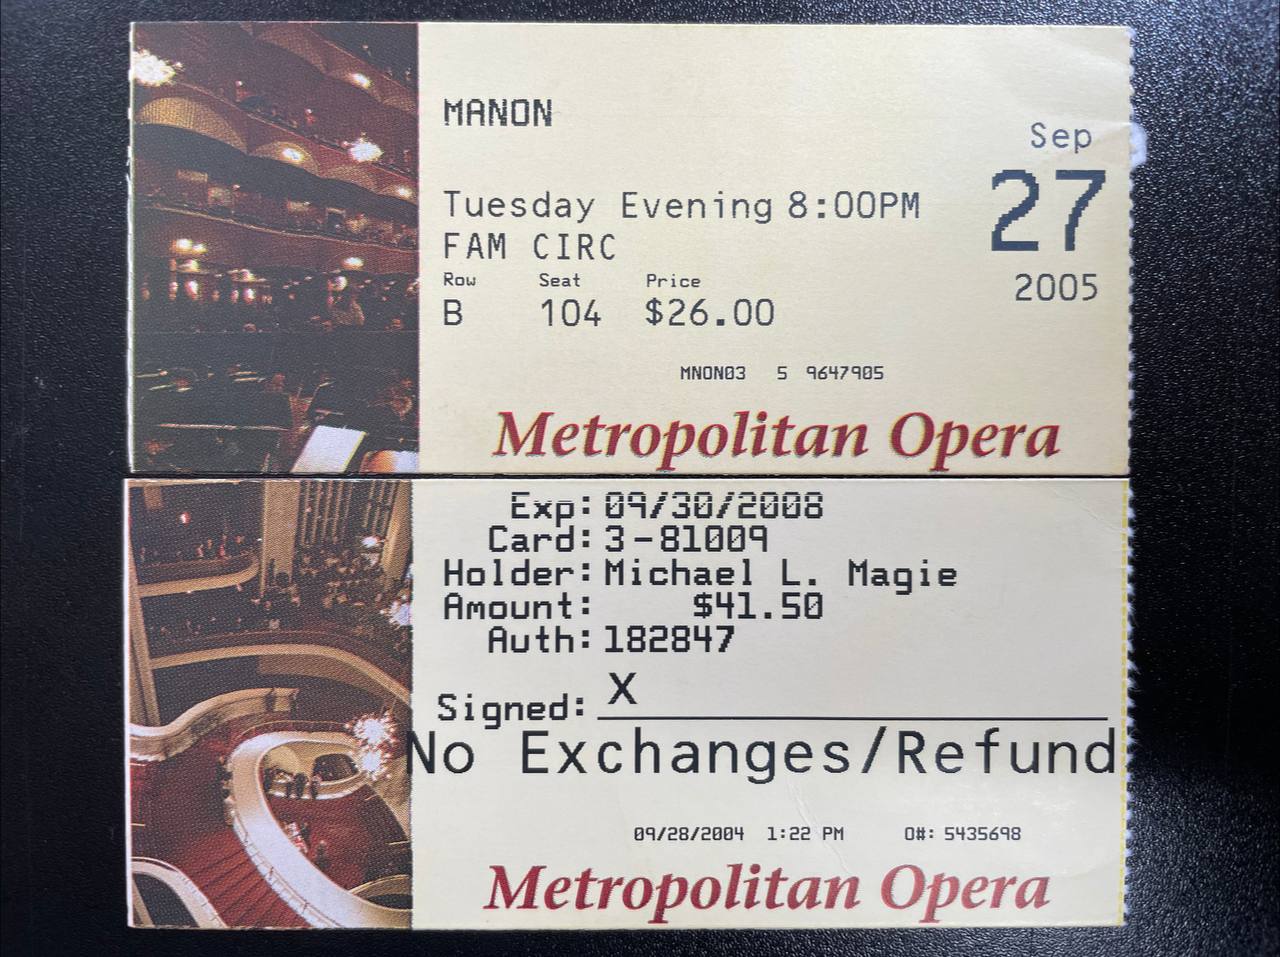 MANON
Sep
27
2005
Tuesday Evening 8:00PM
FAM CIRC
Row Seat Price
B 104 $26.00
MNON03 5 9647905
Metropolitan Opera
Exp: 09/30/2008
Card: 3-81009
Holder: Michael L. Magie
Amount: $41.50
Auth: 182847
Signed: X
No Exchanges/Refund
09/28/2004 1:22 PM O#: 5435698
Metropolitan Opera